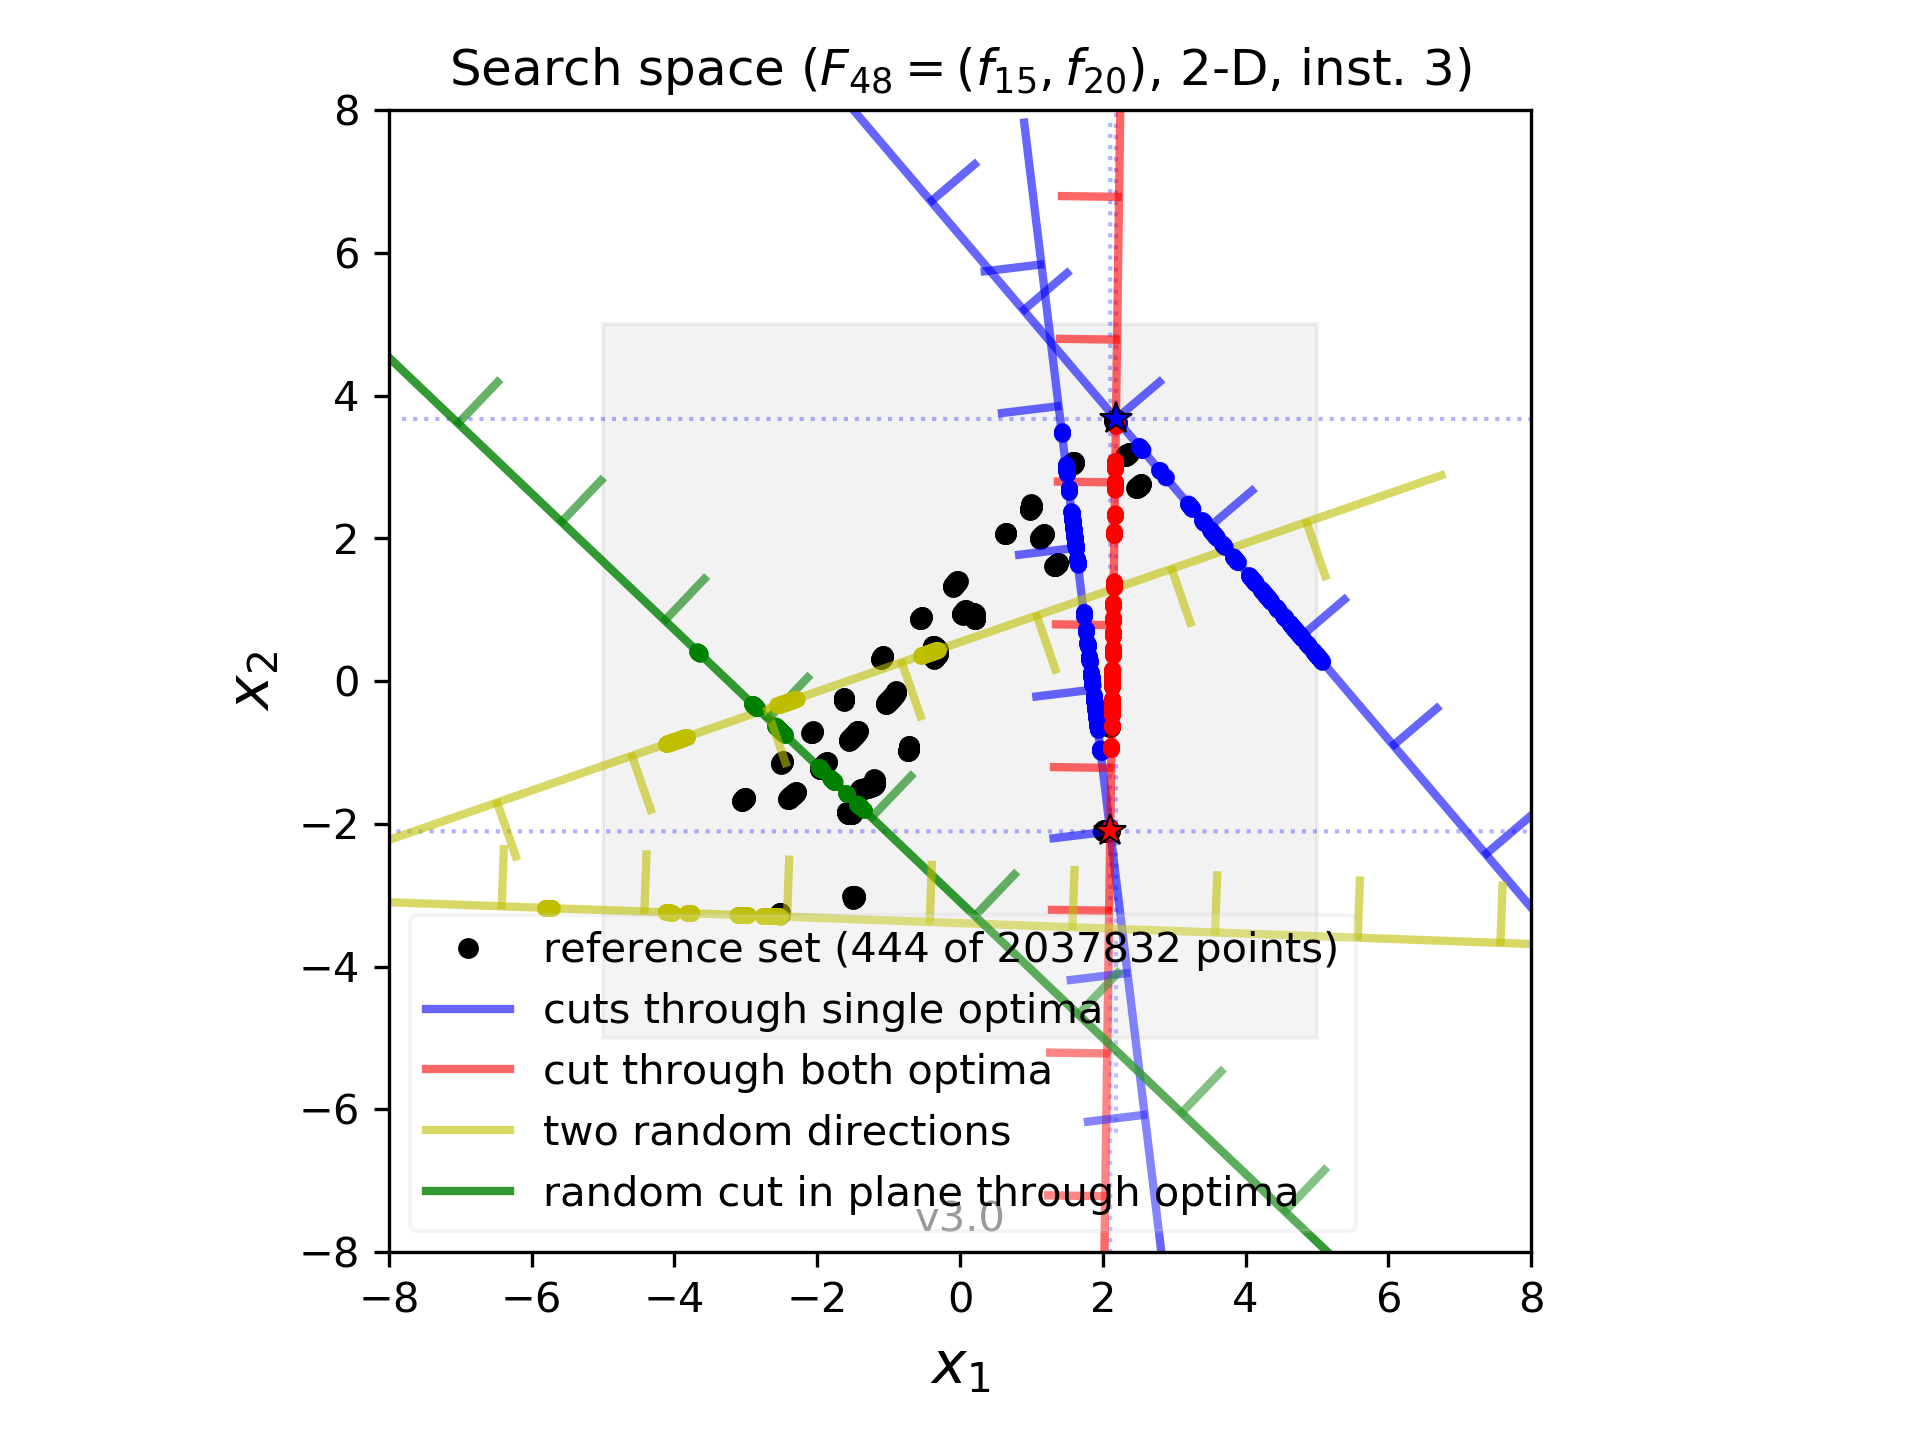 Search space (F48 = (f15, f20), 2-D, inst. 3)
8
6
4
2
0
−2
−4
−6
−8
x2
reference set (444 of 2037832 points)
cuts through single optima
cut through both optima
two random directions
random cut in plane through optima
v3.0
−8 −6 −4 −2 0 2 4 6 8
x1